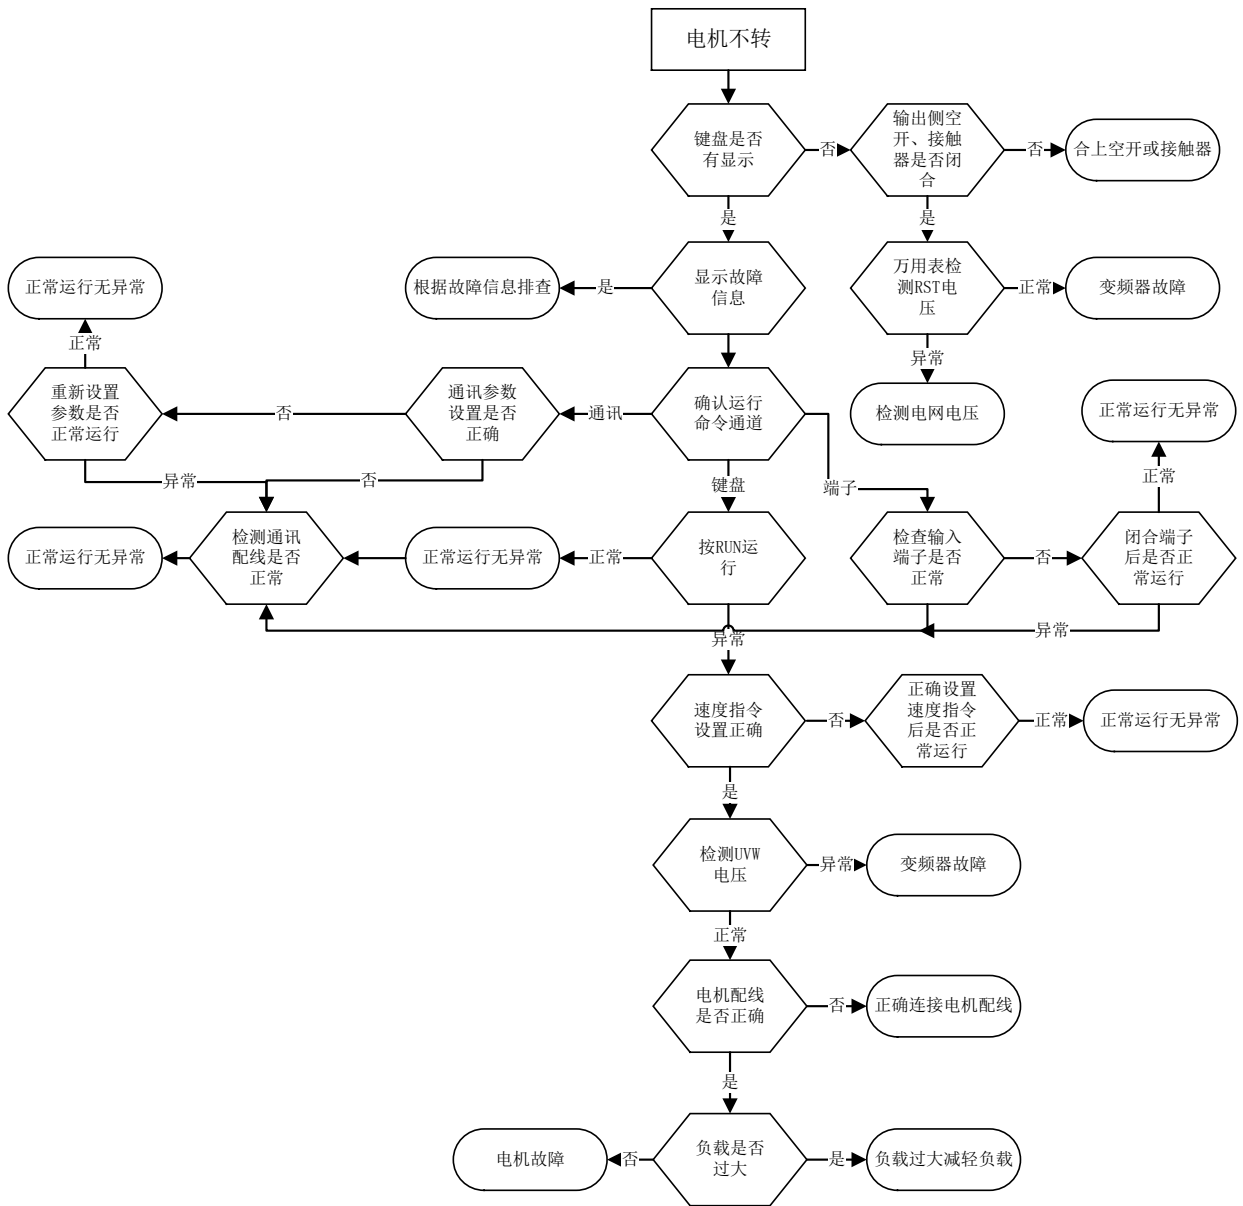 电机不转
键盘是否
有显示
否
输出侧空
开、接触
器是否闭
合
否
合上空开或接触器
是
是
正常运行无异常
根据故障信息排查
是
显示故障
信息
万用表检
测RST电
压
正常
变频器故障
正常
异常
重新设置
参数是否
正常运行
否
通讯参数
设置是否
正确
通讯
确认运行
命令通道
检测电网电压
正常运行无异常
异常
否
键盘
端子
正常
正常运行无异常
检测通讯
配线是否
正常
正常运行无异常
正常
按RUN运
行
检查输入
端子是否
正常
否
闭合端子
后是否正
常运行
异常
异常
速度指令
设置正确
否
正确设置
速度指令
后是否正
常运行
正常
正常运行无异常
是
检测UVW
电压
异常
变频器故障
正常
电机配线
是否正确
否
正确连接电机配线
是
电机故障
否
负载是否
过大
是
负载过大减轻负载